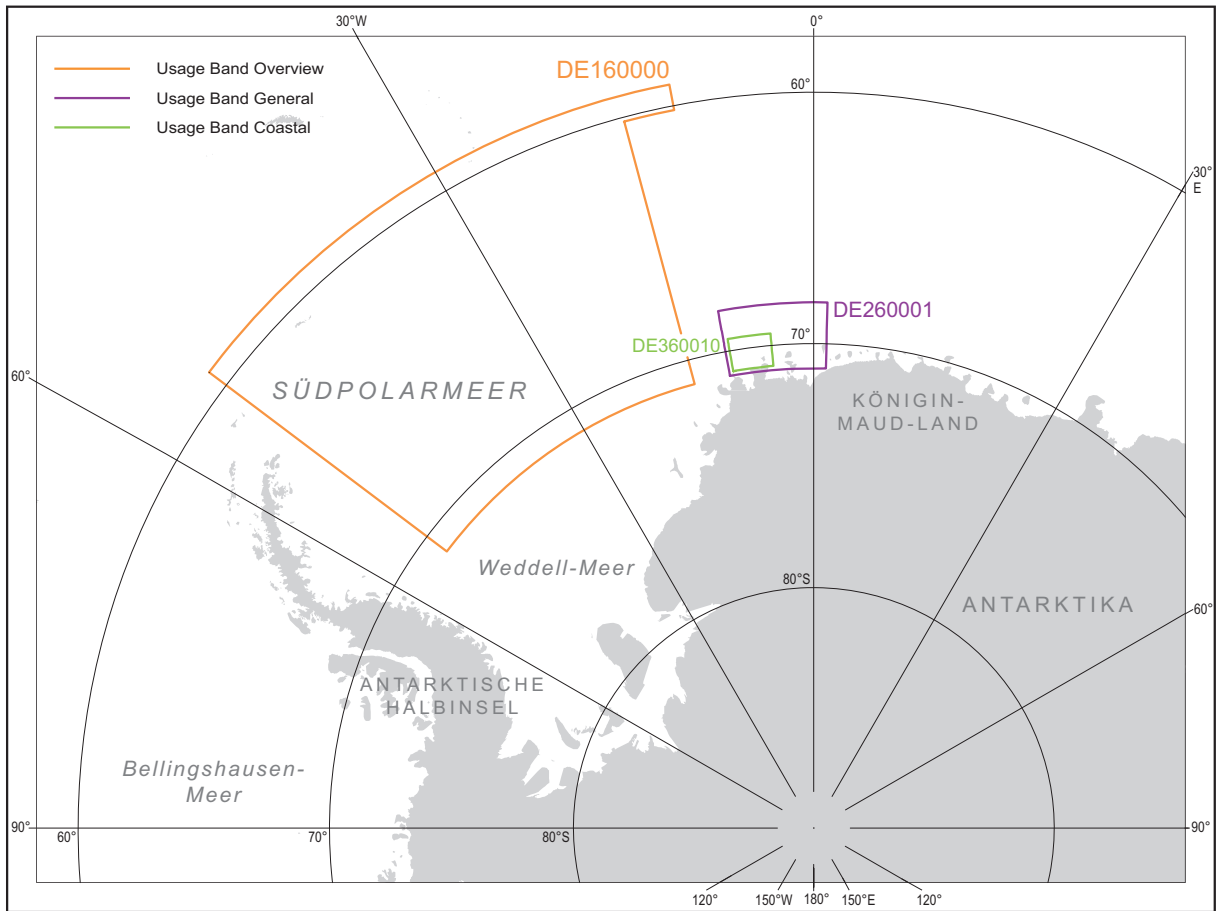 30°W
0°
Usage Band Overview
Usage Band General
Usage Band Coastal
DE160000
60°
30°
E
DE260001
DE360010
70°
60°
SÜDPOLARMEER
KÖNIGIN-
MAUD-LAND
Weddell-Meer
80°S
ANTARKTIKA
60°
ANTARKTISCHE
HALBINSEL
Bellingshausen-
Meer
90°
60°
70°
80°S
90°
120°
150°W
180°
150°E
120°